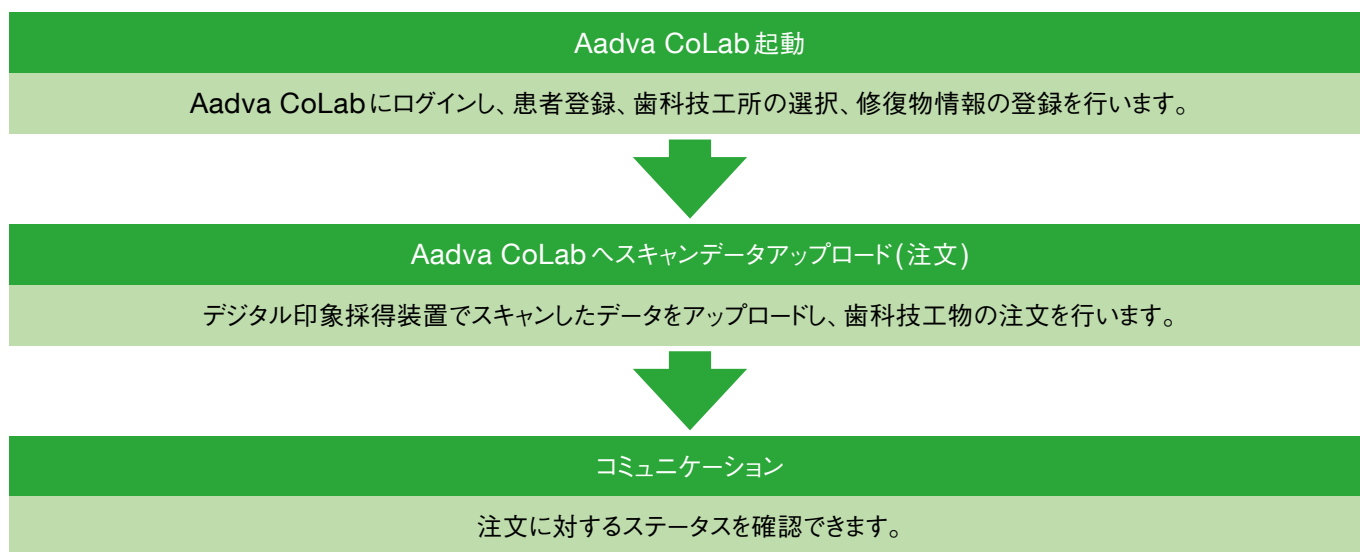 Aadva CoLab起動
Aadva CoLabにログインし、患者登録、歯科技工所の選択、修復物情報の登録を行います。
Aadva CoLabへスキャンデータアップロード(注文)
デジタル印象採得装置でスキャンしたデータをアップロードし、歯科技工物の注文を行います。
コミュニケーション
注文に対するステータスを確認できます。